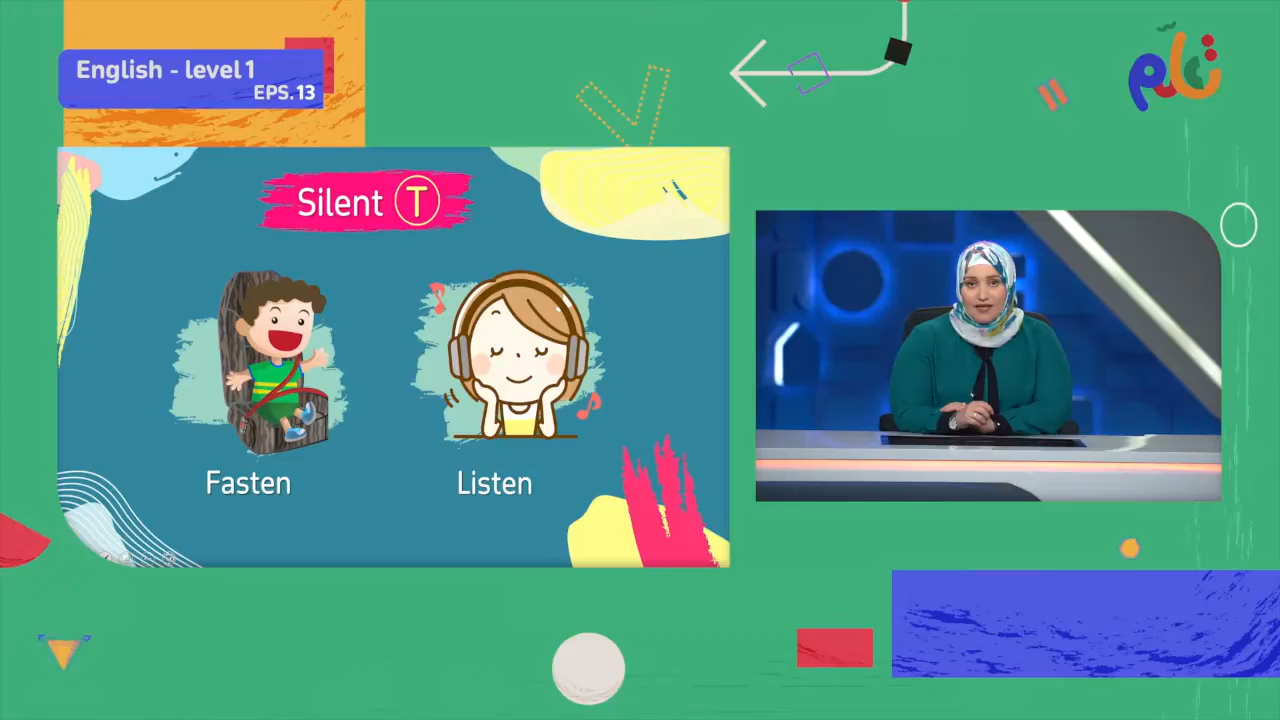 English - level 1
EPS.13
Silent T
Fasten
Listen